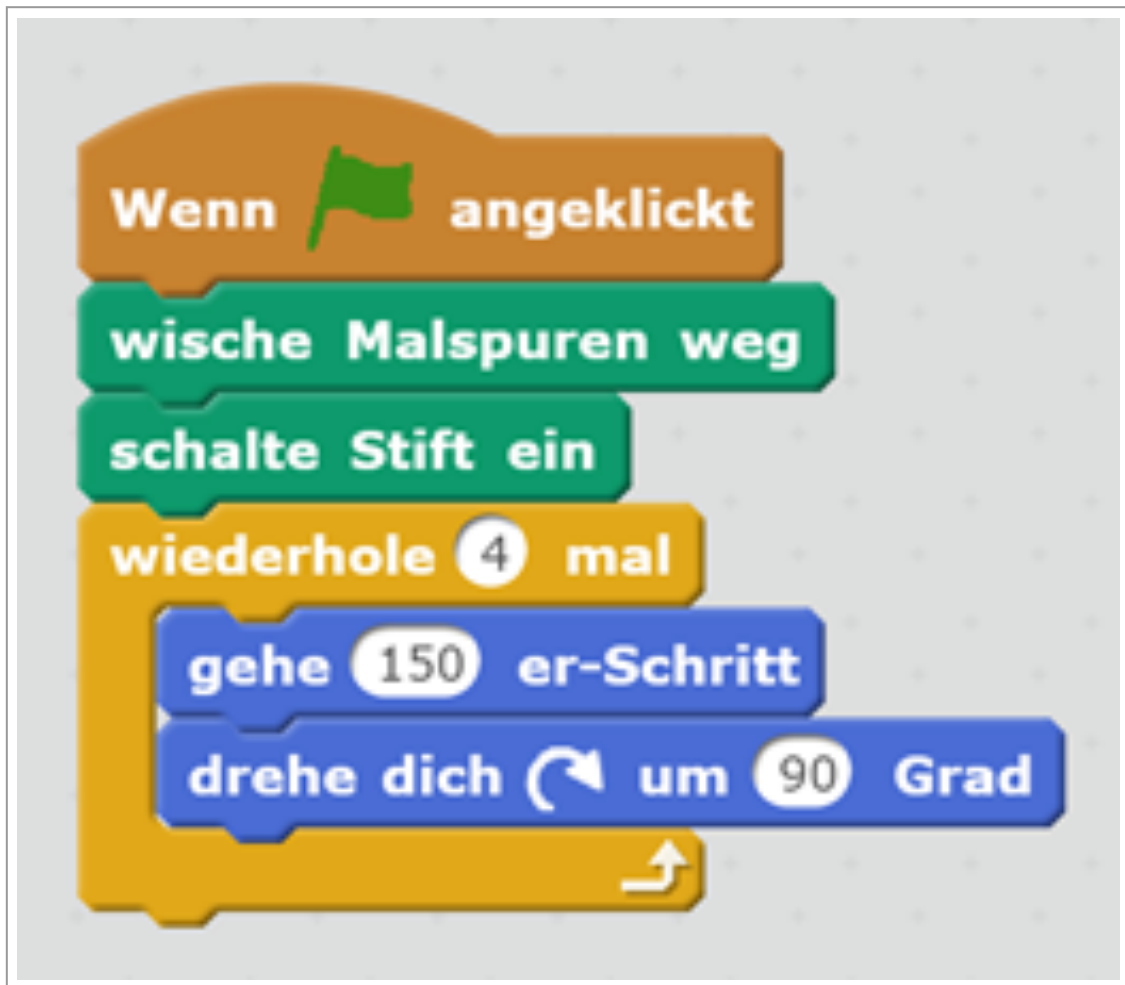 Wenn angeklickt
wische Malspuren weg
schalte Stift ein
wiederhole 4 mal
gehe 150 er-Schritt
drehe dich um 90 Grad